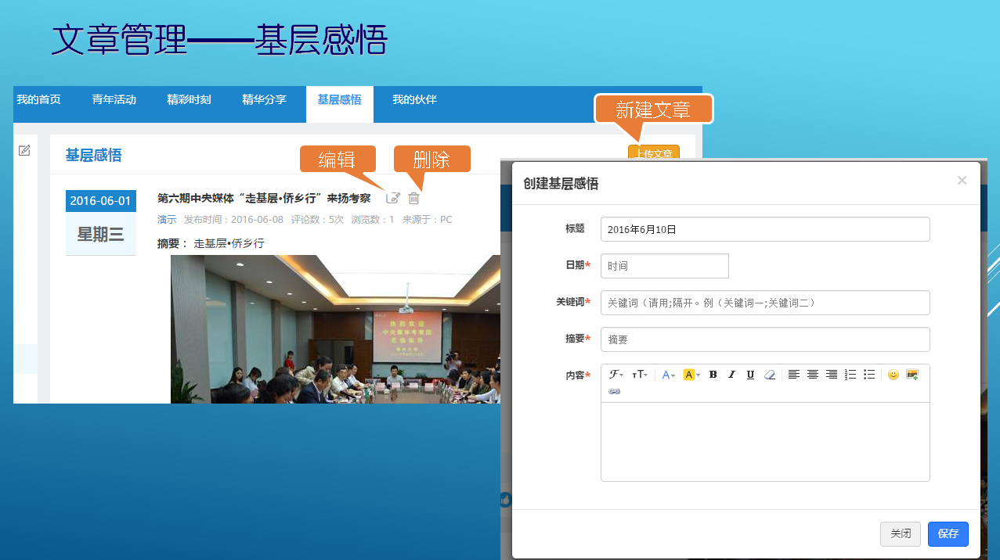 文章管理——基层感悟
我的首页 青年活动 精彩时刻 精华分享 基层感悟 我的伙伴
新建文章
上传文章
基层感悟
编辑 删除
2016-06-01
星期三
第六期中央媒体“走基层•侨乡行”来扬考察
演示 发布时间：2016-06-08 评论数：5次 浏览数：1 来源于：PC
摘要： 走基层•侨乡行
热烈欢迎
中央媒体考察团
莅临指导
创建基层感悟 ×
标题 2016年6月10日
日期* 时间
关键词* 关键词（请用;隔开。例（关键词一;关键词二）
摘要* 摘要
内容* F TT A A B I U
关闭 保存